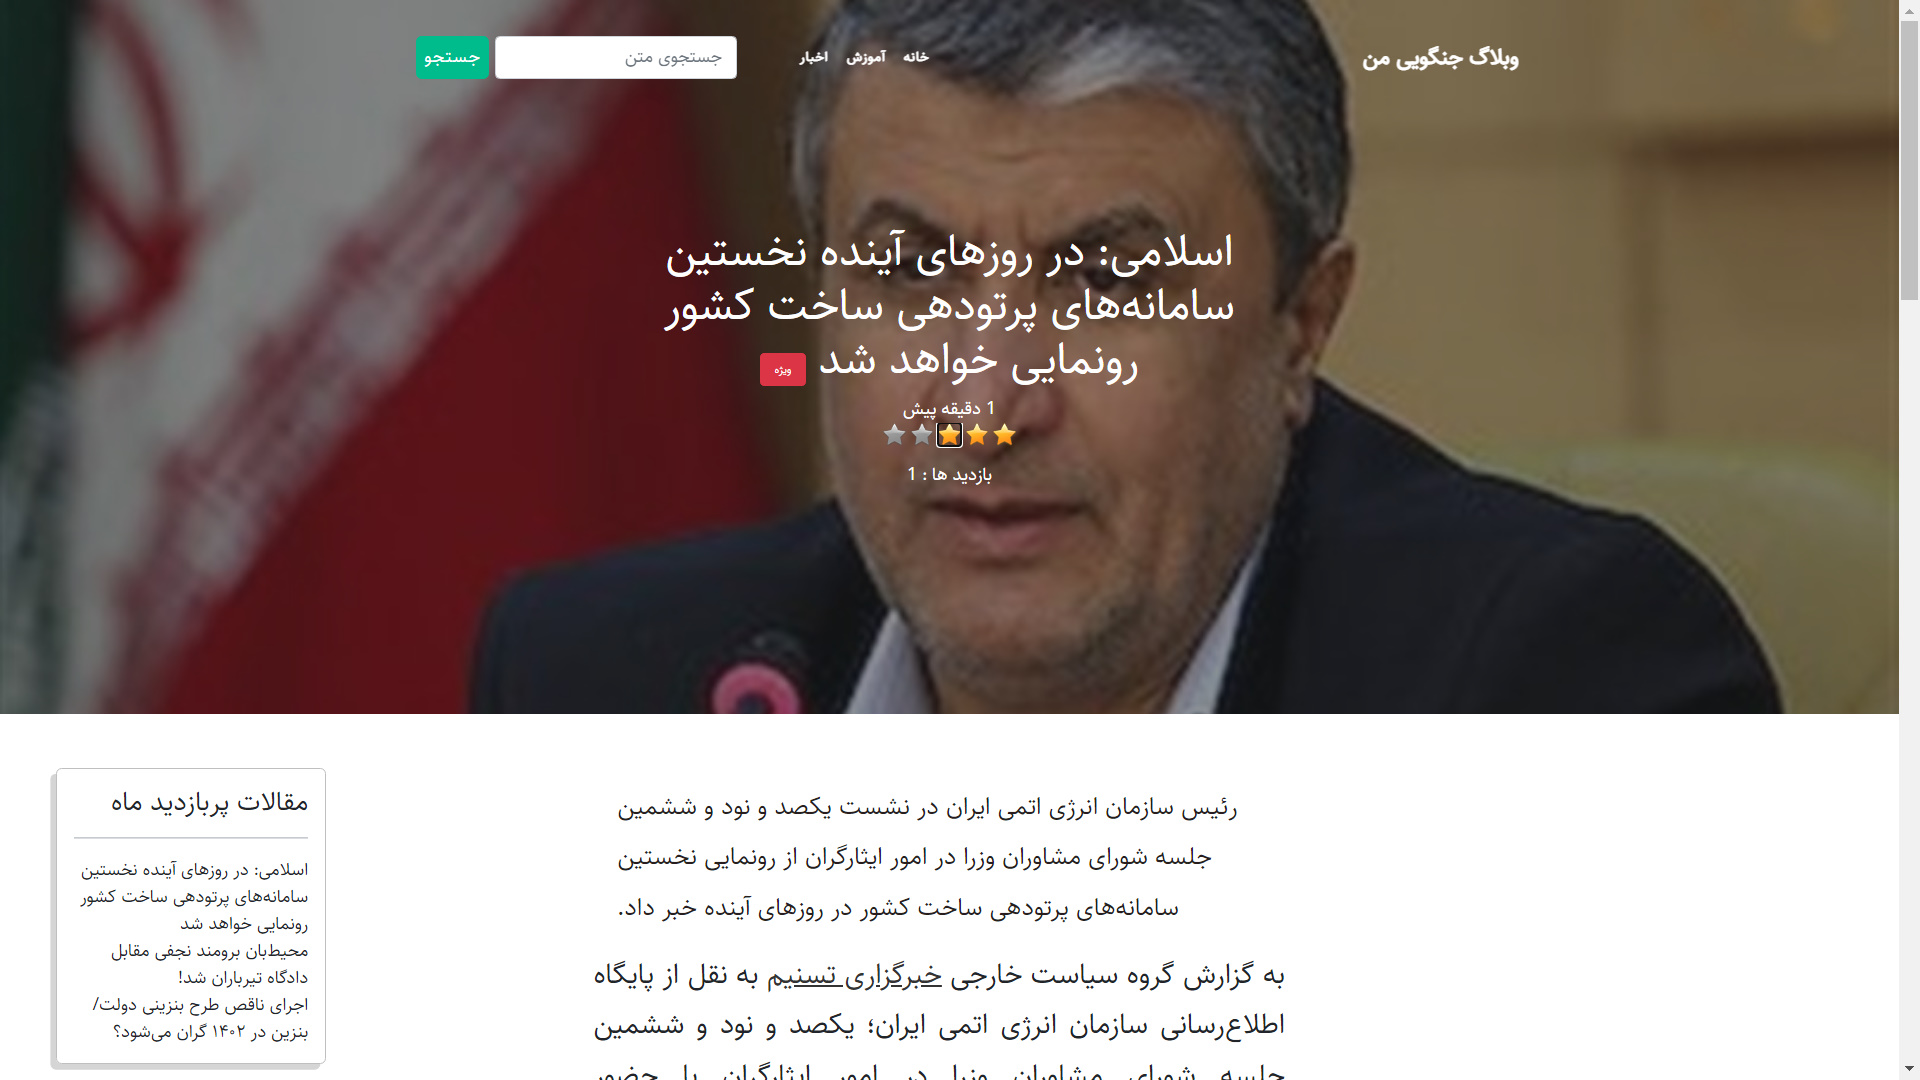 وبلاگ جنگویی من
خانه آموزش اخبار
جستجوی متن
جستجو
اسلامی: در روزهای آینده نخستین
سامانه‌های پرتودهی ساخت کشور
رونمایی خواهد شد ویژه
1 دقیقه پیش
بازدید ها : 1
رئیس سازمان انرژی اتمی ایران در نشست یکصد و نود و ششمین
جلسه شورای مشاوران وزرا در امور ایثارگران از رونمایی نخستین
سامانه‌های پرتودهی ساخت کشور در روزهای آینده خبر داد.
به گزارش گروه سیاست خارجی خبرگزاری تسنیم به نقل از پایگاه
اطلاع‌رسانی سازمان انرژی اتمی ایران؛ یکصد و نود و ششمین
جلسه شورای مشاوران وزرا در امور ایثارگران با حضور
مقالات پربازدید ماه
اسلامی: در روزهای آینده نخستین
سامانه‌های پرتودهی ساخت کشور
رونمایی خواهد شد
محیط‌بان برومند نجفی مقابل
دادگاه تیرباران شد!
اجرای ناقص طرح بنزینی دولت/
بنزین در ۱۴۰۲ گران می‌شود؟